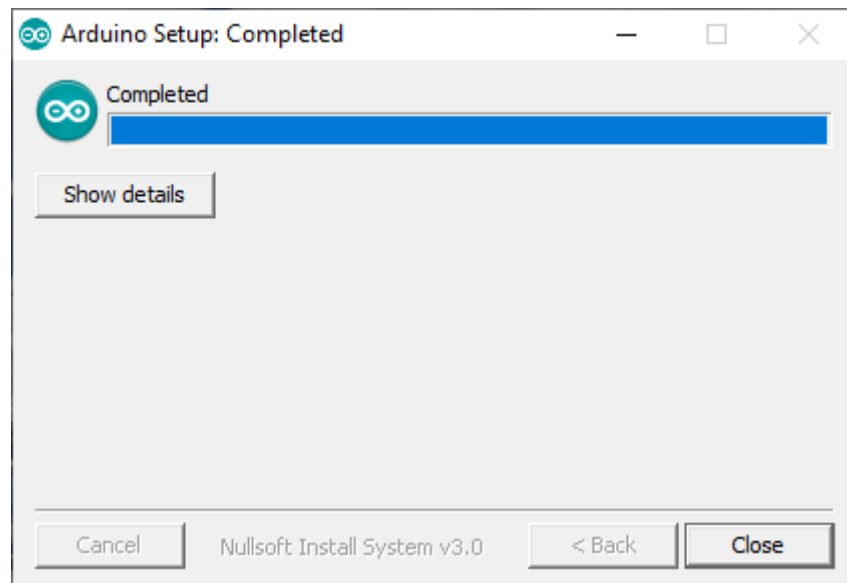 Arduino Setup: Completed
Completed
Show details
Cancel
Nullsoft Install System v3.0
< Back
Close